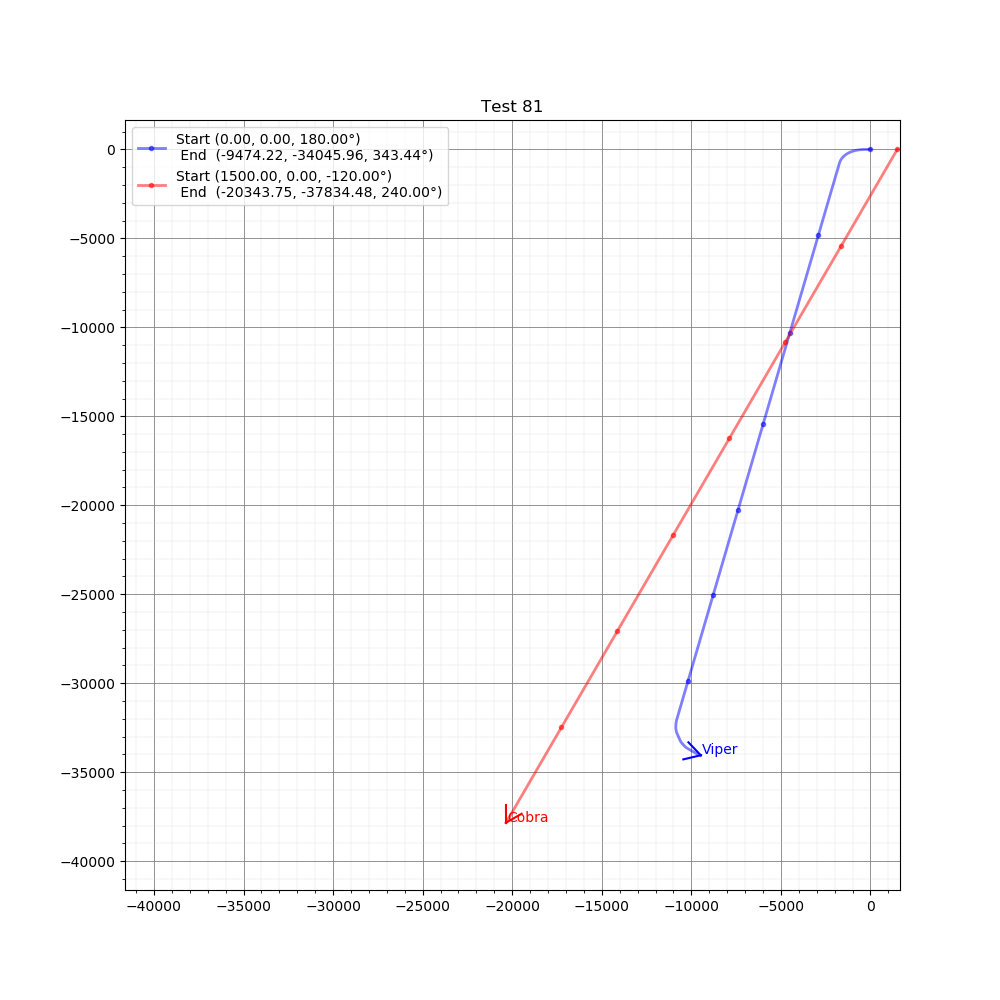 Test 81
Start (0.00, 0.00, 180.00°)
End (-9474.22, -34045.96, 343.44°)
Start (1500.00, 0.00, -120.00°)
End (-20343.75, -37834.48, 240.00°)
0
−5000
−10000
−15000
−20000
−25000
−30000
−35000
−40000
Viper
Cobra
−40000 −35000 −30000 −25000 −20000 −15000 −10000 −5000 0